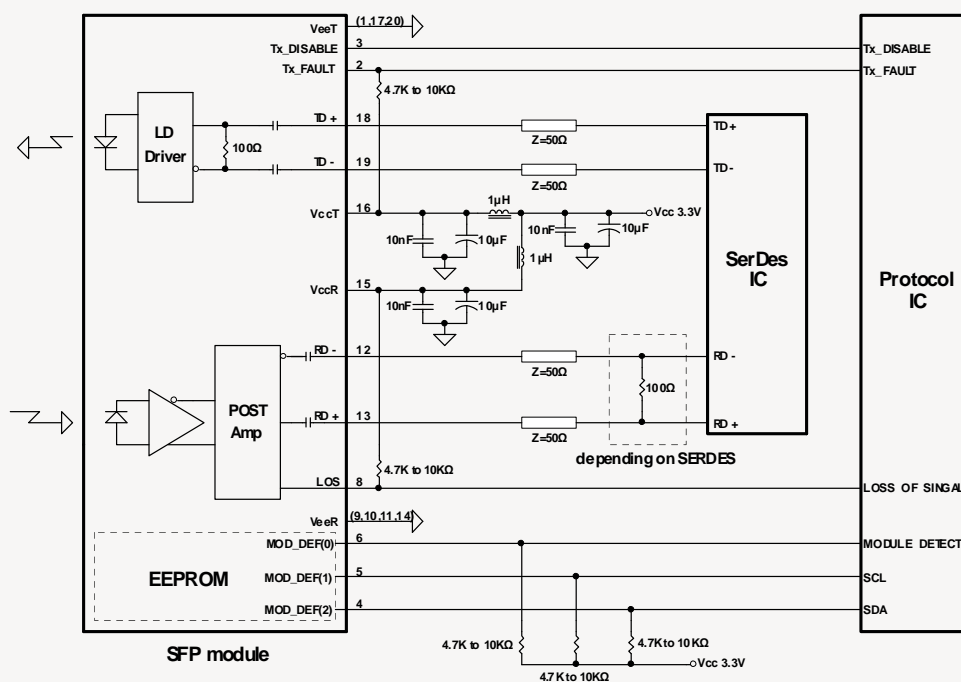 VeeT (1,17,20)
Tx_DISABLE 3 Tx_DISABLE
Tx_FAULT 2 Tx_FAULT
4.7K to 10KΩ
LD
Driver
100Ω
TD+ 18 TD+
Z=50Ω
TD- 19 TD-
Z=50Ω
1µH
VccT 16 Vcc 3.3V
10nF 10µF 10nF 10µF
1µH
SerDes
IC
Protocol
IC
VccR 15
10nF 10µF
RD- 12 RD-
Z=50Ω
100Ω
POST
Amp
RD+ 13 RD+
Z=50Ω
depending on SERDES
4.7K to 10KΩ
LOS 8 LOSS OF SINGAL
VeeR (9,10,11,14)
MOD_DEF(0) 6 MODULE DETECT
EEPROM
MOD_DEF(1) 5 SCL
MOD_DEF(2) 4 SDA
4.7K to 10KΩ 4.7K to 10KΩ
4.7K to 10KΩ
Vcc 3.3V
SFP module